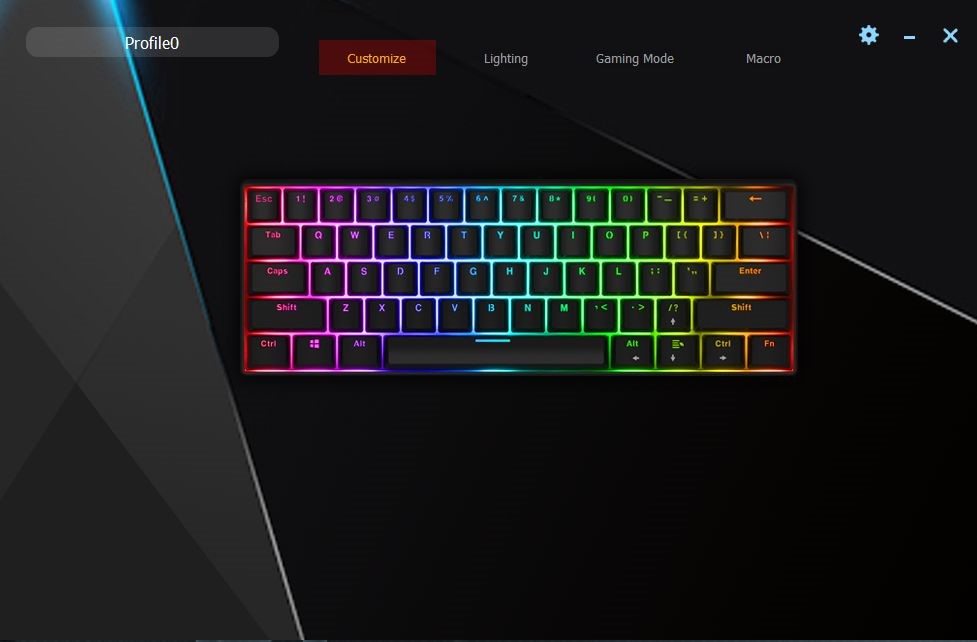 Profile0
Customize Lighting Gaming Mode Macro
Esc 1! 2@ 3# 4$ 5% 6^ 7& 8* 9( 0) -_ =+ ←
Tab Q W E R T Y U I O P [{ ]} \|
Caps A S D F G H J K L ;: '" Enter
Shift Z X C V B N M ,< .> /? Shift
↑
Ctrl Alt Alt Ctrl Fn
← ↓ →